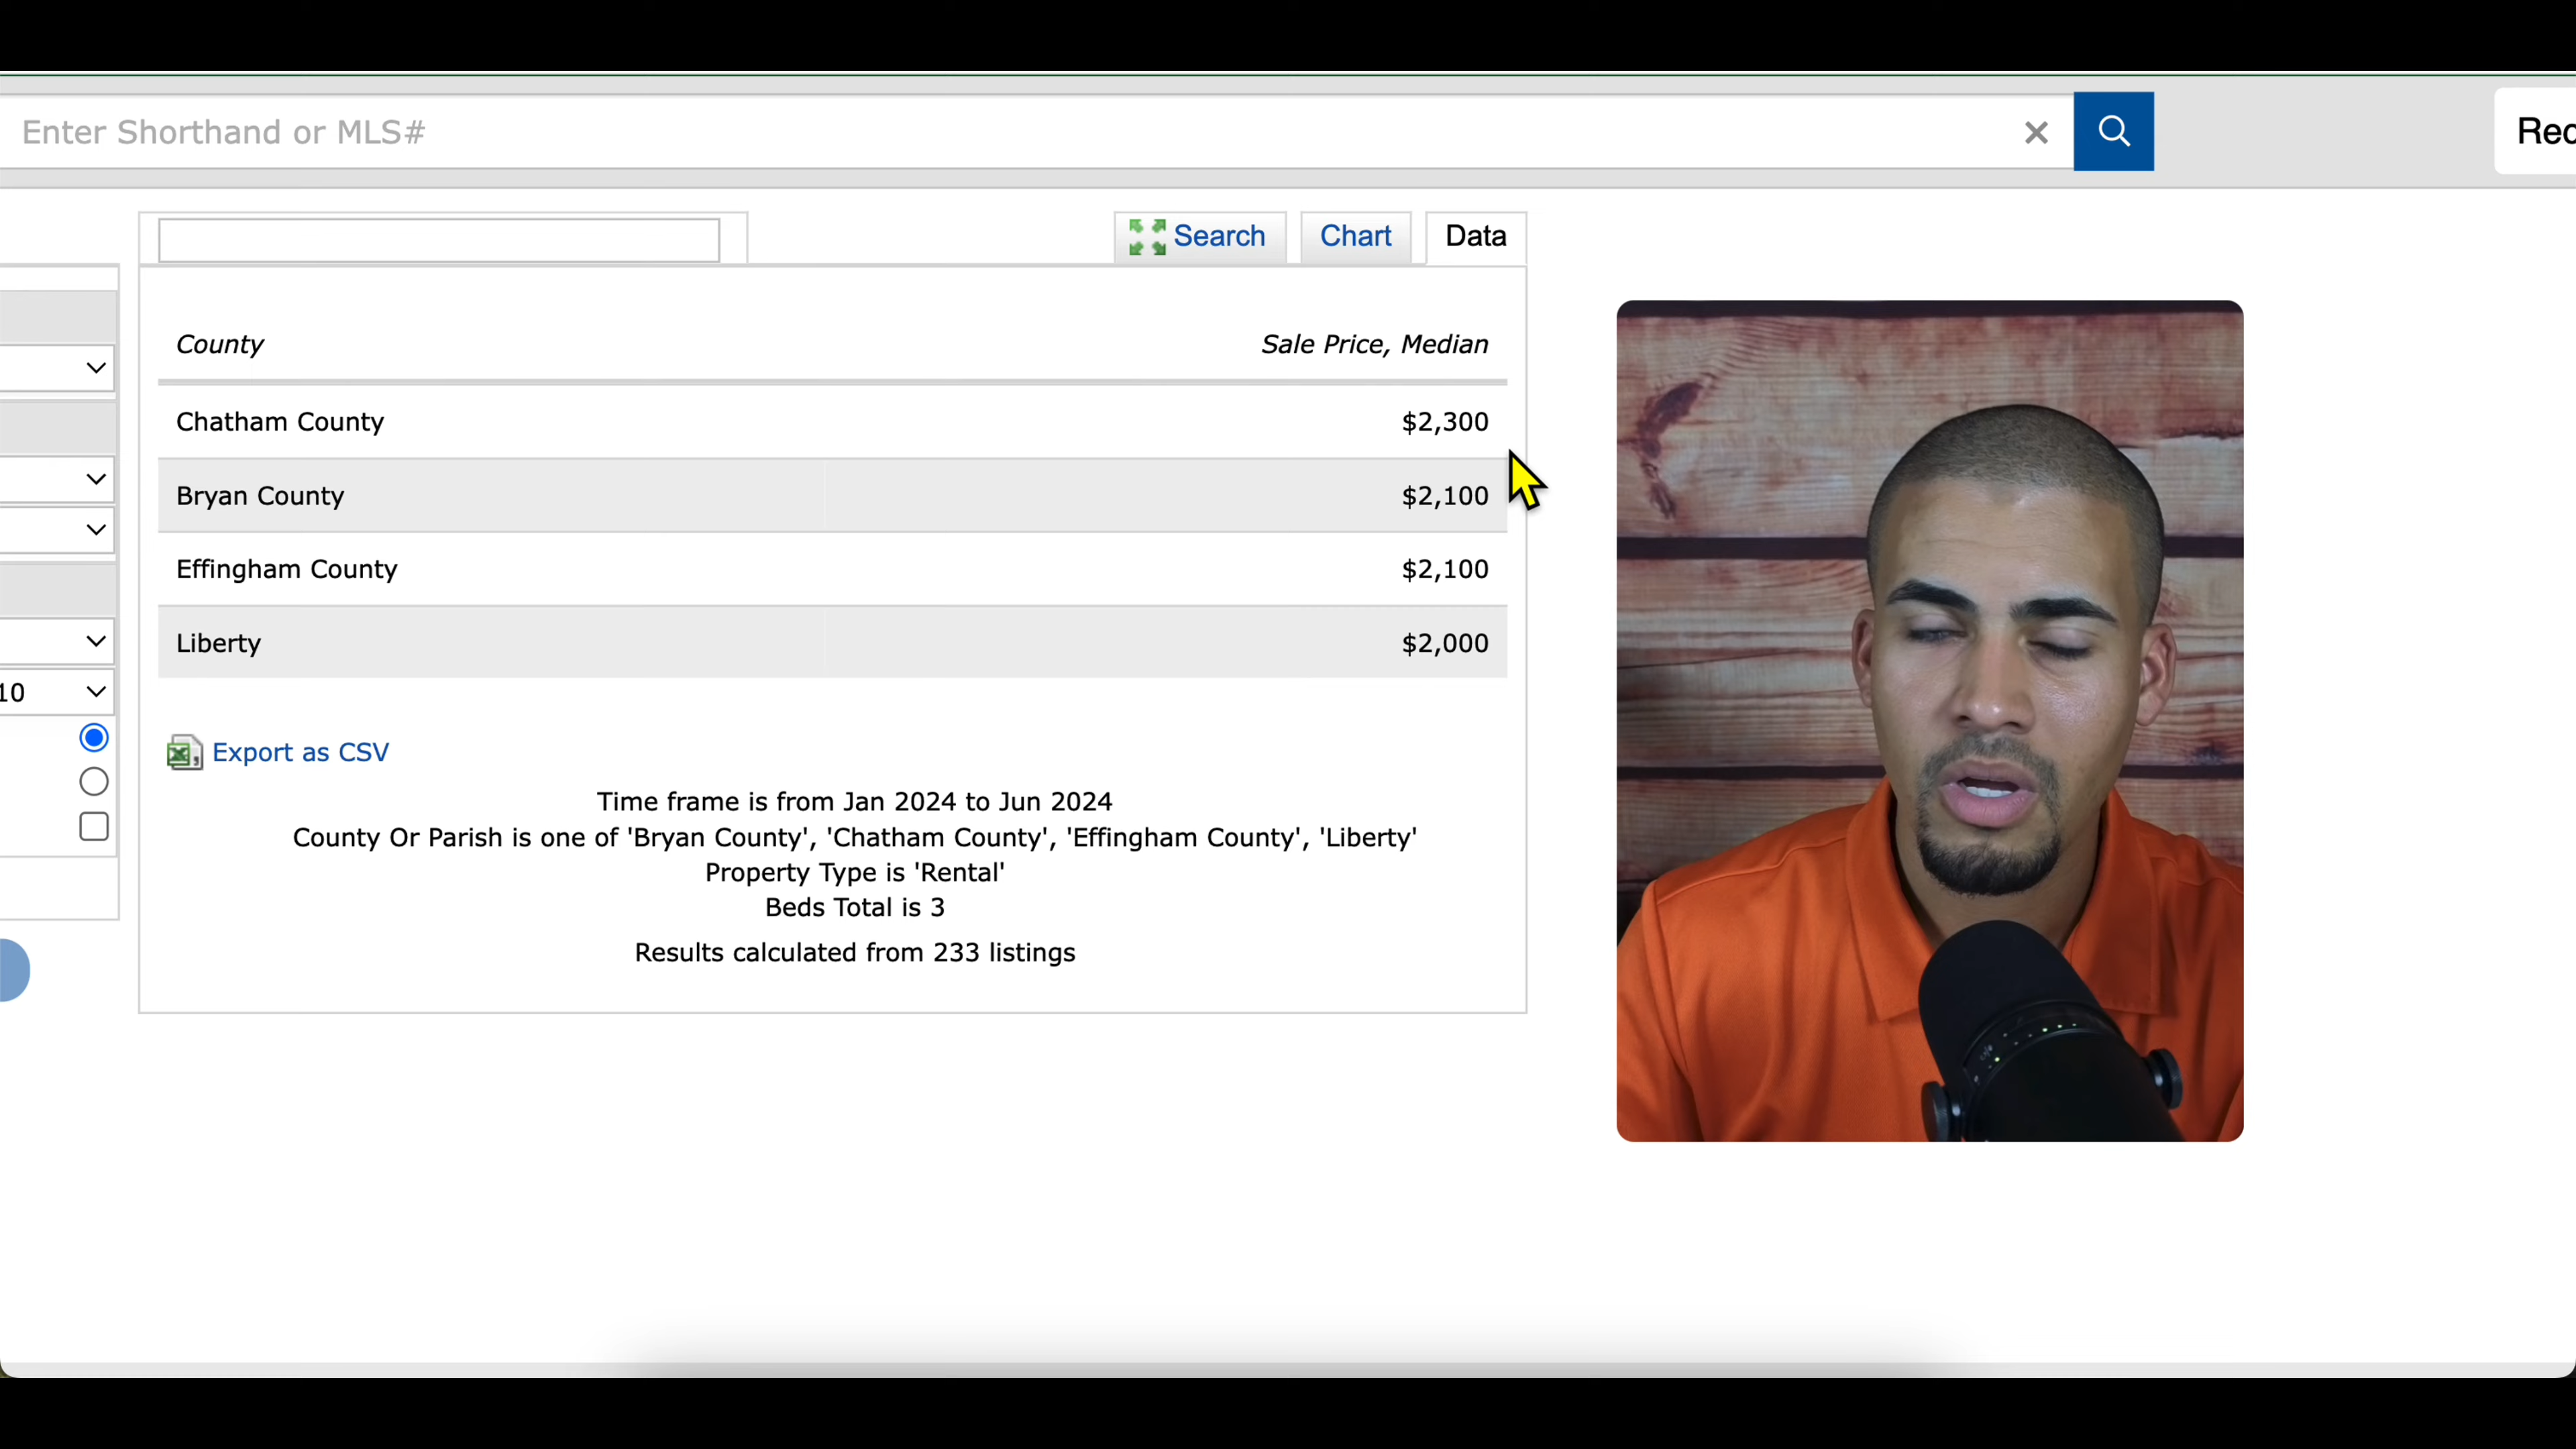 Enter Shorthand or MLS#
Rec
Search
Chart
Data
County
Sale Price, Median
Chatham County
$2,300
Bryan County
$2,100
Effingham County
$2,100
Liberty
$2,000
10
Export as CSV
Time frame is from Jan 2024 to Jun 2024
County Or Parish is one of 'Bryan County', 'Chatham County', 'Effingham County', 'Liberty'
Property Type is 'Rental'
Beds Total is 3
Results calculated from 233 listings